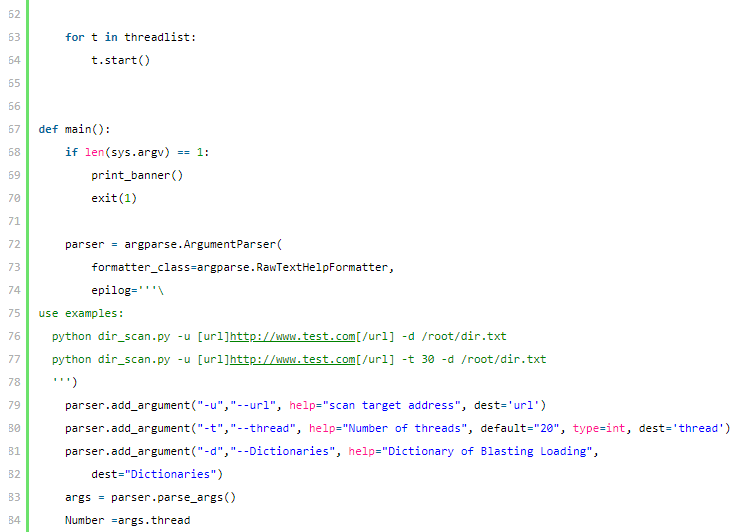 62
63     for t in threadlist:
64         t.start()
65
66
67 def main():
68     if len(sys.argv) == 1:
69         print_banner()
70         exit(1)
71
72     parser = argparse.ArgumentParser(
73         formatter_class=argparse.RawTextHelpFormatter,
74         epilog='''\
75 use examples:
76   python dir_scan.py -u [url]http://www.test.com[/url] -d /root/dir.txt
77   python dir_scan.py -u [url]http://www.test.com[/url] -t 30 -d /root/dir.txt
78   ''')
79     parser.add_argument("-u","--url", help="scan target address", dest='url')
80     parser.add_argument("-t","--thread", help="Number of threads", default="20", type=int, dest='thread')
81     parser.add_argument("-d","--Dictionaries", help="Dictionary of Blasting Loading",
82         dest="Dictionaries")
83     args = parser.parse_args()
84     Number =args.thread